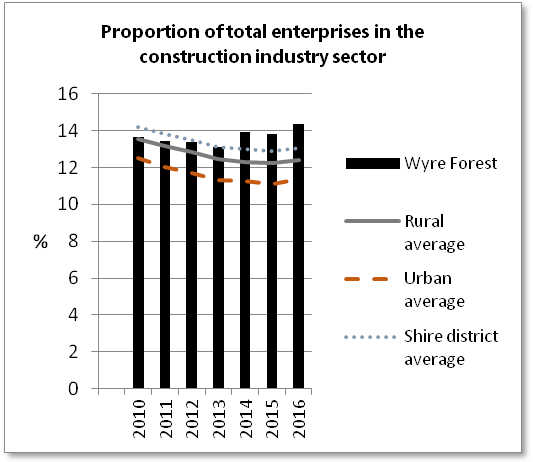 Proportion of total enterprises in the
construction industry sector
16
14
12
10
8
6
4
2
0
%
2010
2011
2012
2013
2014
2015
2016
Wyre Forest
Rural
average
Urban
average
Shire district
average